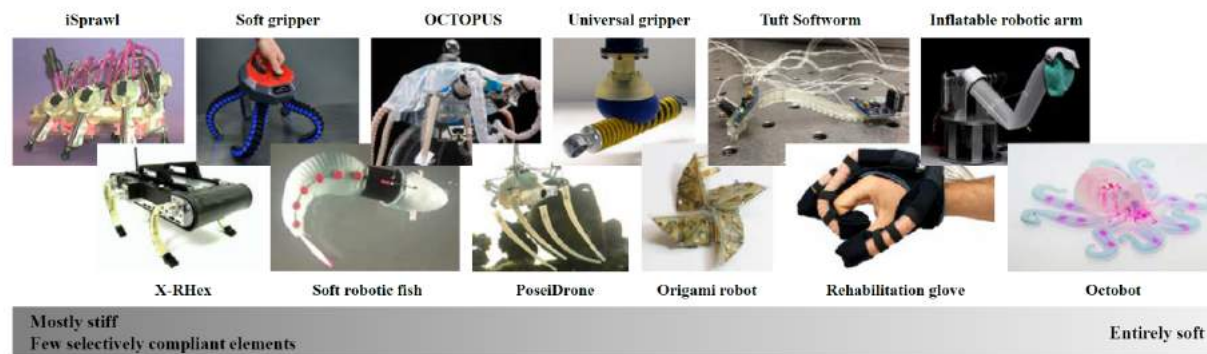 iSprawl
Soft gripper
OCTOPUS
Universal gripper
Tuft Softworm
Inflatable robotic arm
X-RHex
Soft robotic fish
PoseiDrone
Origami robot
Rehabilitation glove
Octobot
Mostly stiff
Few selectively compliant elements
Entirely soft